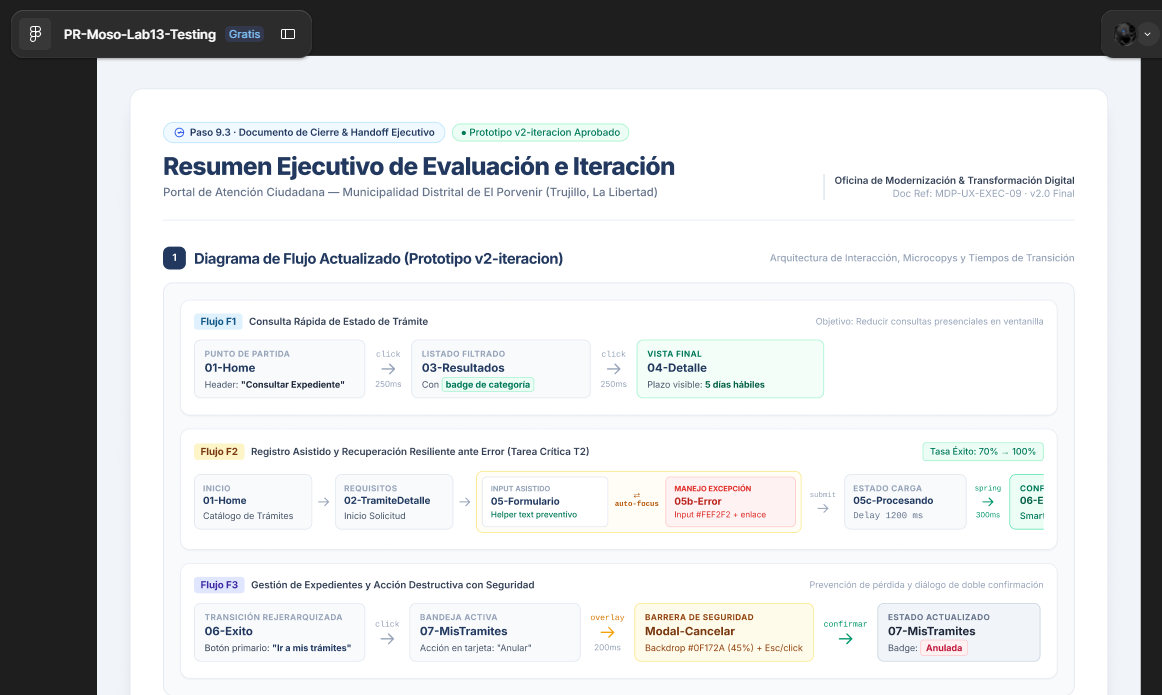 PR-Moso-Lab13-Testing Gratis
Paso 9.3 · Documento de Cierre & Handoff Ejecutivo
● Prototipo v2-iteracion Aprobado
Resumen Ejecutivo de Evaluación e Iteración
Portal de Atención Ciudadana — Municipalidad Distrital de El Porvenir (Trujillo, La Libertad)
Oficina de Modernización & Transformación Digital
Doc Ref: MDP-UX-EXEC-09 · v2.0 Final
1 Diagrama de Flujo Actualizado (Prototipo v2-iteracion)
Arquitectura de Interacción, Microcopys y Tiempos de Transición
Flujo F1 Consulta Rápida de Estado de Trámite
Objetivo: Reducir consultas presenciales en ventanilla
PUNTO DE PARTIDA
01-Home
Header: "Consultar Expediente"
click
→
250ms
LISTADO FILTRADO
03-Resultados
Con badge de categoría
click
→
250ms
VISTA FINAL
04-Detalle
Plazo visible: 5 días hábiles
Flujo F2 Registro Asistido y Recuperación Resiliente ante Error (Tarea Crítica T2)
Tasa Éxito: 70% → 100%
INICIO
01-Home
Catálogo de Trámites
→
REQUISITOS
02-TramiteDetalle
Inicio Solicitud
→
INPUT ASISTIDO
05-Formulario
Helper text preventivo
⇄
auto-focus
MANEJO EXCEPCIÓN
05b-Error
Input #FEF2F2 + enlace
submit
→
ESTADO CARGA
05c-Procesando
Delay 1200 ms
spring
→
300ms
CONF
06-E
Smart
Flujo F3 Gestión de Expedientes y Acción Destructiva con Seguridad
Prevención de pérdida y diálogo de doble confirmación
TRANSICIÓN REJERARQUIZADA
06-Exito
Botón primario: "Ir a mis trámites"
click
→
BANDEJA ACTIVA
07-MisTramites
Acción en tarjeta: "Anular"
overlay
→
200ms
BARRERA DE SEGURIDAD
Modal-Cancelar
Backdrop #0F172A (45%) + Esc/click
confirmar
→
ESTADO ACTUALIZADO
07-MisTramites
Badge: Anulada